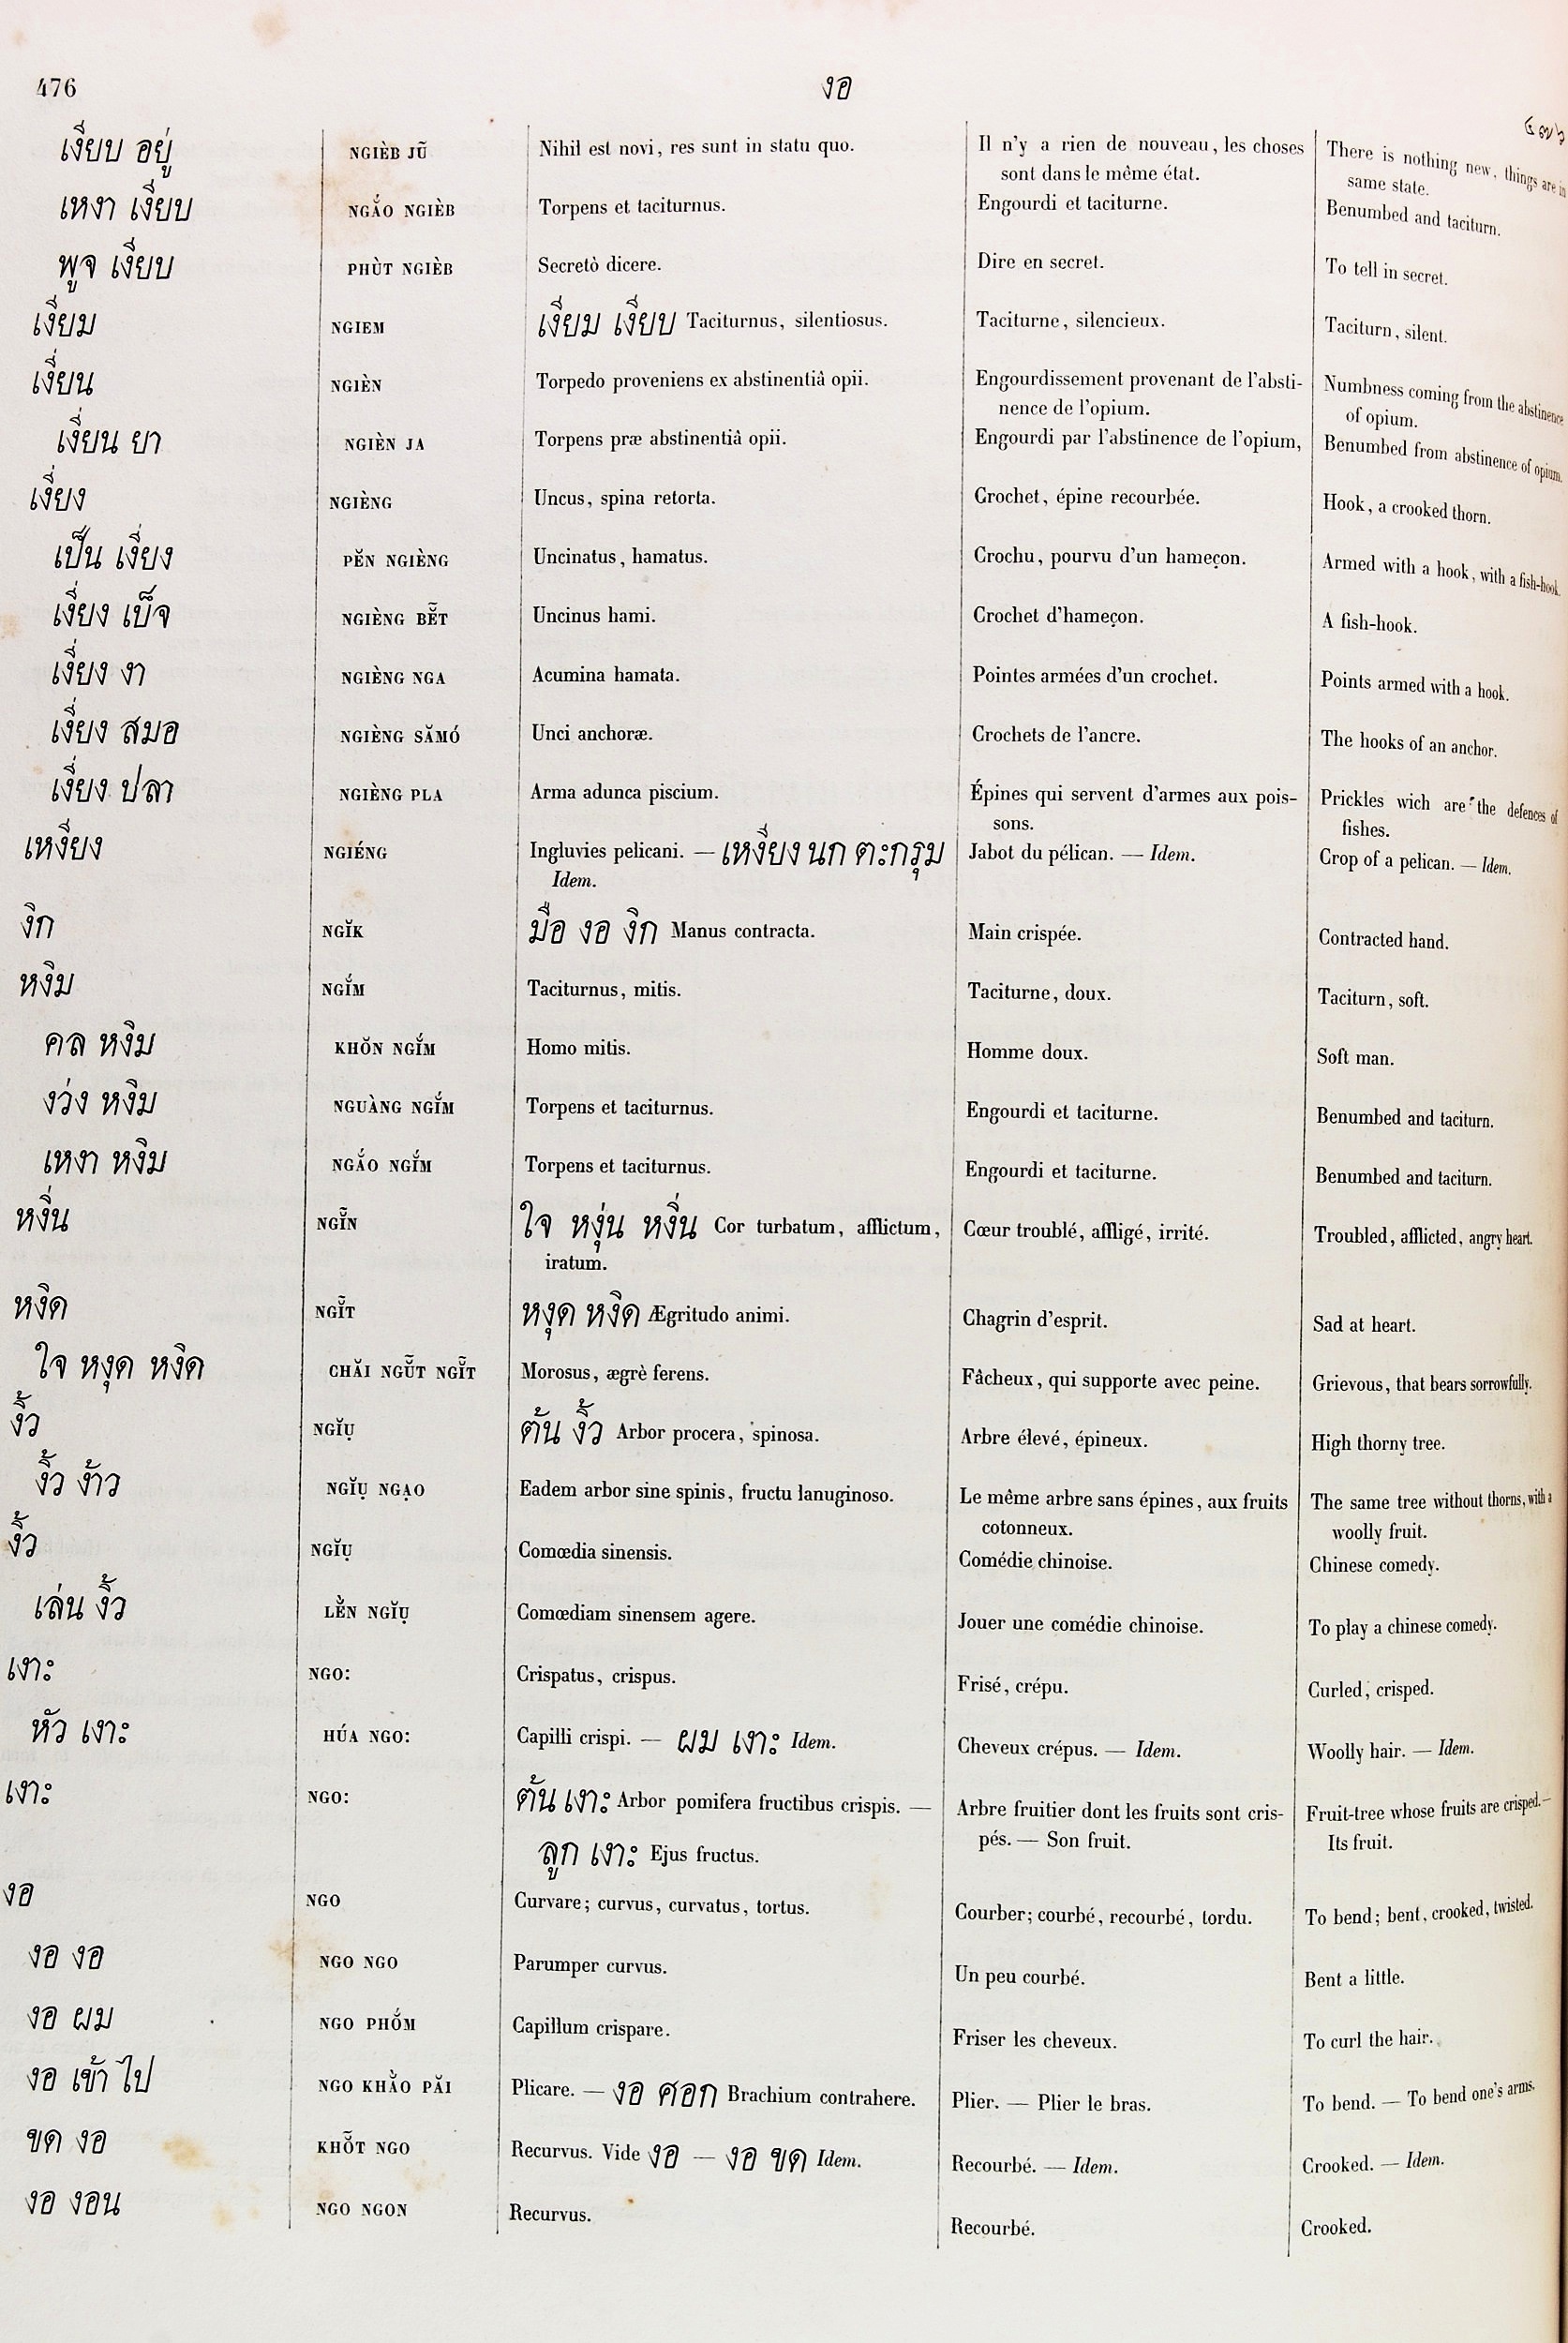 476
งอ
๔๗๖
เงียบ อยู่ NGIÈB JŨ Nihil est novi, res sunt in statu quo. Il n'y a rien de nouveau, les choses There is nothing new, things are in
sont dans le même état. same state.
เหงา เงียบ NGẮO NGIÈB Torpens et taciturnus. Engourdi et taciturne. Benumbed and taciturn.
พูจ เงียบ PHÙT NGIÈB Secretò dicere. Dire en secret. To tell in secret.
เงี่ยม NGIEM เงี่ยม เงี่ยบ Taciturnus, silentiosus. Taciturne, silencieux. Taciturn, silent.
เงี่ยน NGIÈN Torpedo proveniens ex abstinentiâ opii. Engourdissement provenant de l'absti- Numbness coming from the abstinence
nence de l'opium. of opium.
เงี่ยน ยา NGIÈN JA Torpens præ abstinentiâ opii. Engourdi par l'abstinence de l'opium, Benumbed from abstinence of opium.
เงี่ยง NGIÈNG Uncus, spina retorta. Crochet, épine recourbée. Hook, a crooked thorn.
เป็น เงี่ยง PĔN NGIÈNG Uncinatus, hamatus. Crochu, pourvu d'un hameçon. Armed with a hook, with a fish-hook.
เงี่ยง เบ็จ NGIÈNG BĔ̃T Uncinus hami. Crochet d'hameçon. A fish-hook.
เงี่ยง งา NGIÈNG NGA Acumina hamata. Pointes armées d'un crochet. Points armed with a hook.
เงี่ยง สมอ NGIÈNG SĂMÓ Unci anchoræ. Crochets de l'ancre. The hooks of an anchor.
เงี่ยง ปลา NGIÈNG PLA Arma adunca piscium. Épines qui servent d'armes aux pois- Prickles wich are the defences of
sons. fishes.
เหงียง NGIÉNG Ingluvies pelicani. — เหงียง นก ตะกรุม Jabot du pélican. — Idem. Crop of a pelican. — Idem.
Idem.
งิก NGĬK มือ งอ งิก Manus contracta. Main crispée. Contracted hand.
หงิม NGĬ́M Taciturnus, mitis. Taciturne, doux. Taciturn, soft.
คล หงิม KHŎN NGĬ́M Homo mitis. Homme doux. Soft man.
ง่วง หงิม NGUÀNG NGĬ́M Torpens et taciturnus. Engourdi et taciturne. Benumbed and taciturn.
เหงา หงิม NGẮO NGĬ́M Torpens et taciturnus. Engourdi et taciturne. Benumbed and taciturn.
หงิ่น NGĬ̃N ใจ หงุ่น หงิ่น Cor turbatum, afflictum, Cœur troublé, affligé, irrité. Troubled, afflicted, angry heart.
iratum.
หงิด NGĬ̃T หงุด หงิด Ægritudo animi. Chagrin d'esprit. Sad at heart.
ใจ หงุด หงิด CHĂI NGŬ̃T NGĬ̃T Morosus, ægrè ferens. Fâcheux, qui supporte avec peine. Grievous, that bears sorrowfully.
งิ้ว NGĬỤ ต้น งิ้ว Arbor procera, spinosa. Arbre élevé, épineux. High thorny tree.
งิ้ว ง้าว NGĬỤ NGẠO Eadem arbor sine spinis, fructu lanuginoso. Le même arbre sans épines, aux fruits The same tree without thorns, with a
cotonneux. woolly fruit.
งิ้ว NGĬỤ Comœdia sinensis. Comédie chinoise. Chinese comedy.
เล่น งิ้ว LĔ̀N NGĬỤ Comœdiam sinensem agere. Jouer une comédie chinoise. To play a chinese comedy.
เงาะ NGO: Crispatus, crispus. Frisé, crépu. Curled, crisped.
หัว เงาะ HÚA NGO: Capilli crispi. — ผม เงาะ Idem. Cheveux crépus. — Idem. Woolly hair. — Idem.
เงาะ NGO: ต้น เงาะ Arbor pomifera fructibus crispis. — Arbre fruitier dont les fruits sont cris- Fruit-tree whose fruits are crisped.—
ลูก เงาะ Ejus fructus. pés. — Son fruit. Its fruit.
งอ NGO Curvare; curvus, curvatus, tortus. Courber; courbé, recourbé, tordu. To bend; bent, crooked, twisted.
งอ งอ NGO NGO Parumper curvus. Un peu courbé. Bent a little.
งอ ผม NGO PHŎ́M Capillum crispare. Friser les cheveux. To curl the hair.
งอ เข้า ไป NGO KHẰO PĂI Plicare. — งอ ศอก Brachium contrahere. Plier. — Plier le bras. To bend. — To bend one's arms.
ขด งอ KHŎ̃T NGO Recurvus. Vide งอ — งอ ขด Idem. Recourbé. — Idem. Crooked. — Idem.
งอ งอน NGO NGON Recurvus. Recourbé. Crooked.